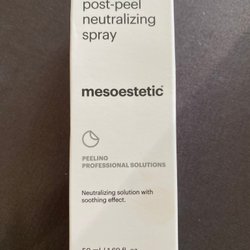 post-peel
neutralizing
spray
mesoestetic
PEELING
PROFESSIONAL SOLUTIONS
Neutralizing solution with
soothing effect.